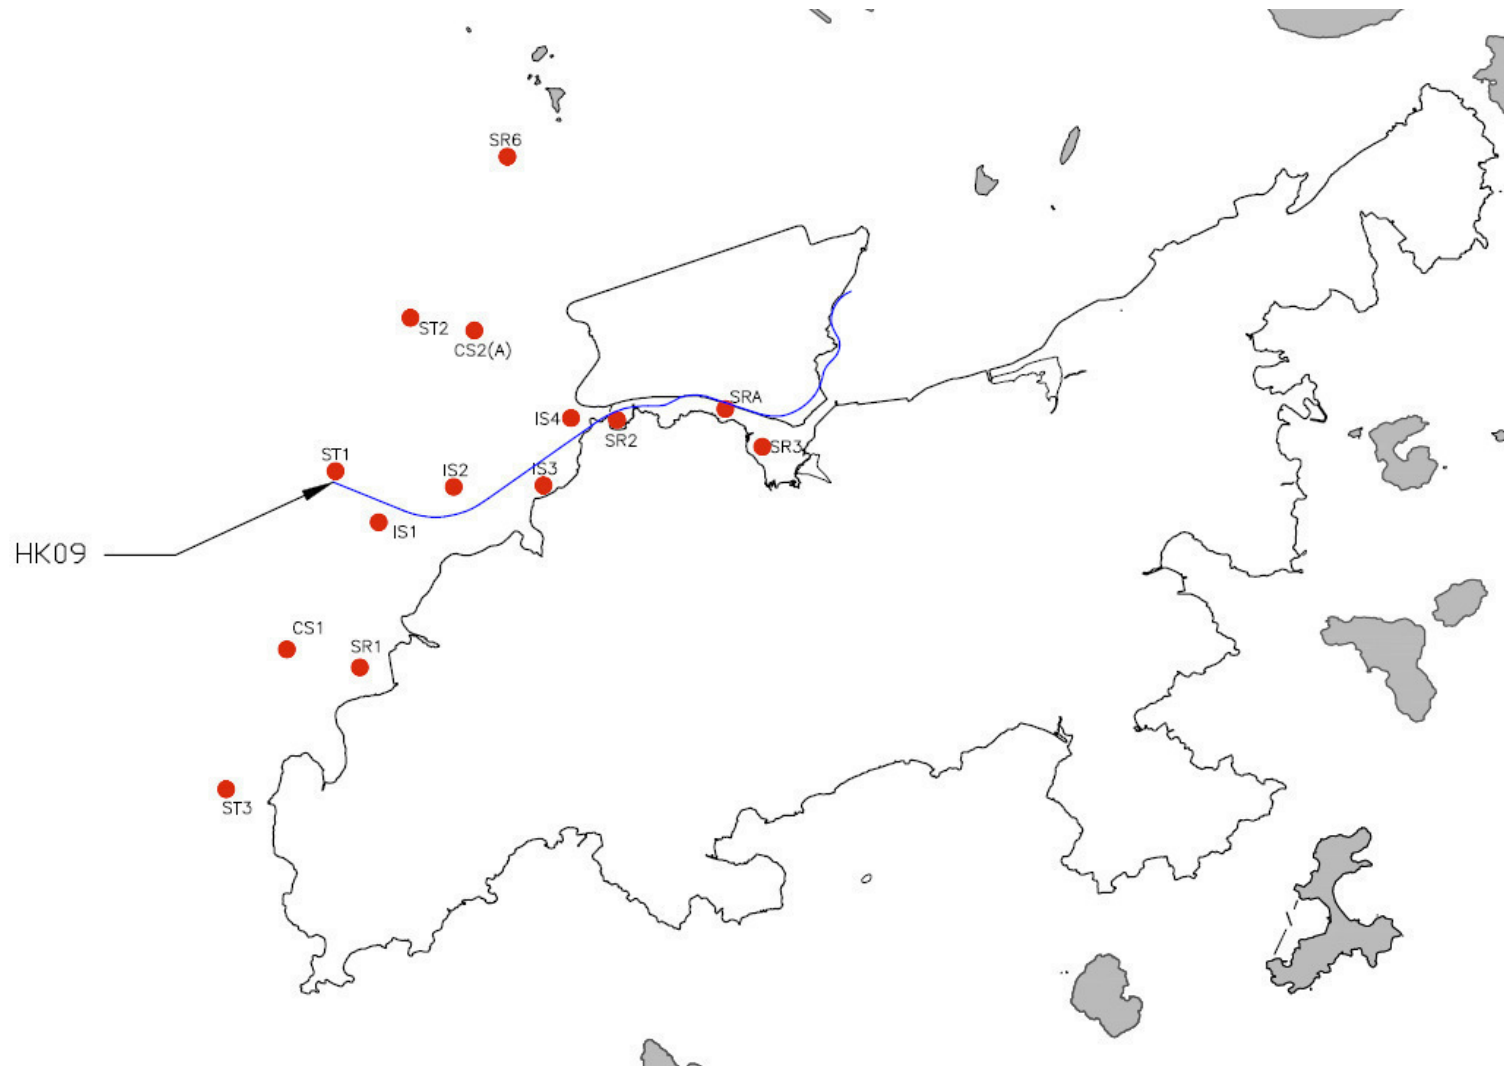 SR6
ST2
CS2(A)
SRA
IS4
SR2
SR3
ST1
IS2
IS3
IS1
HK09
CS1
SR1
ST3